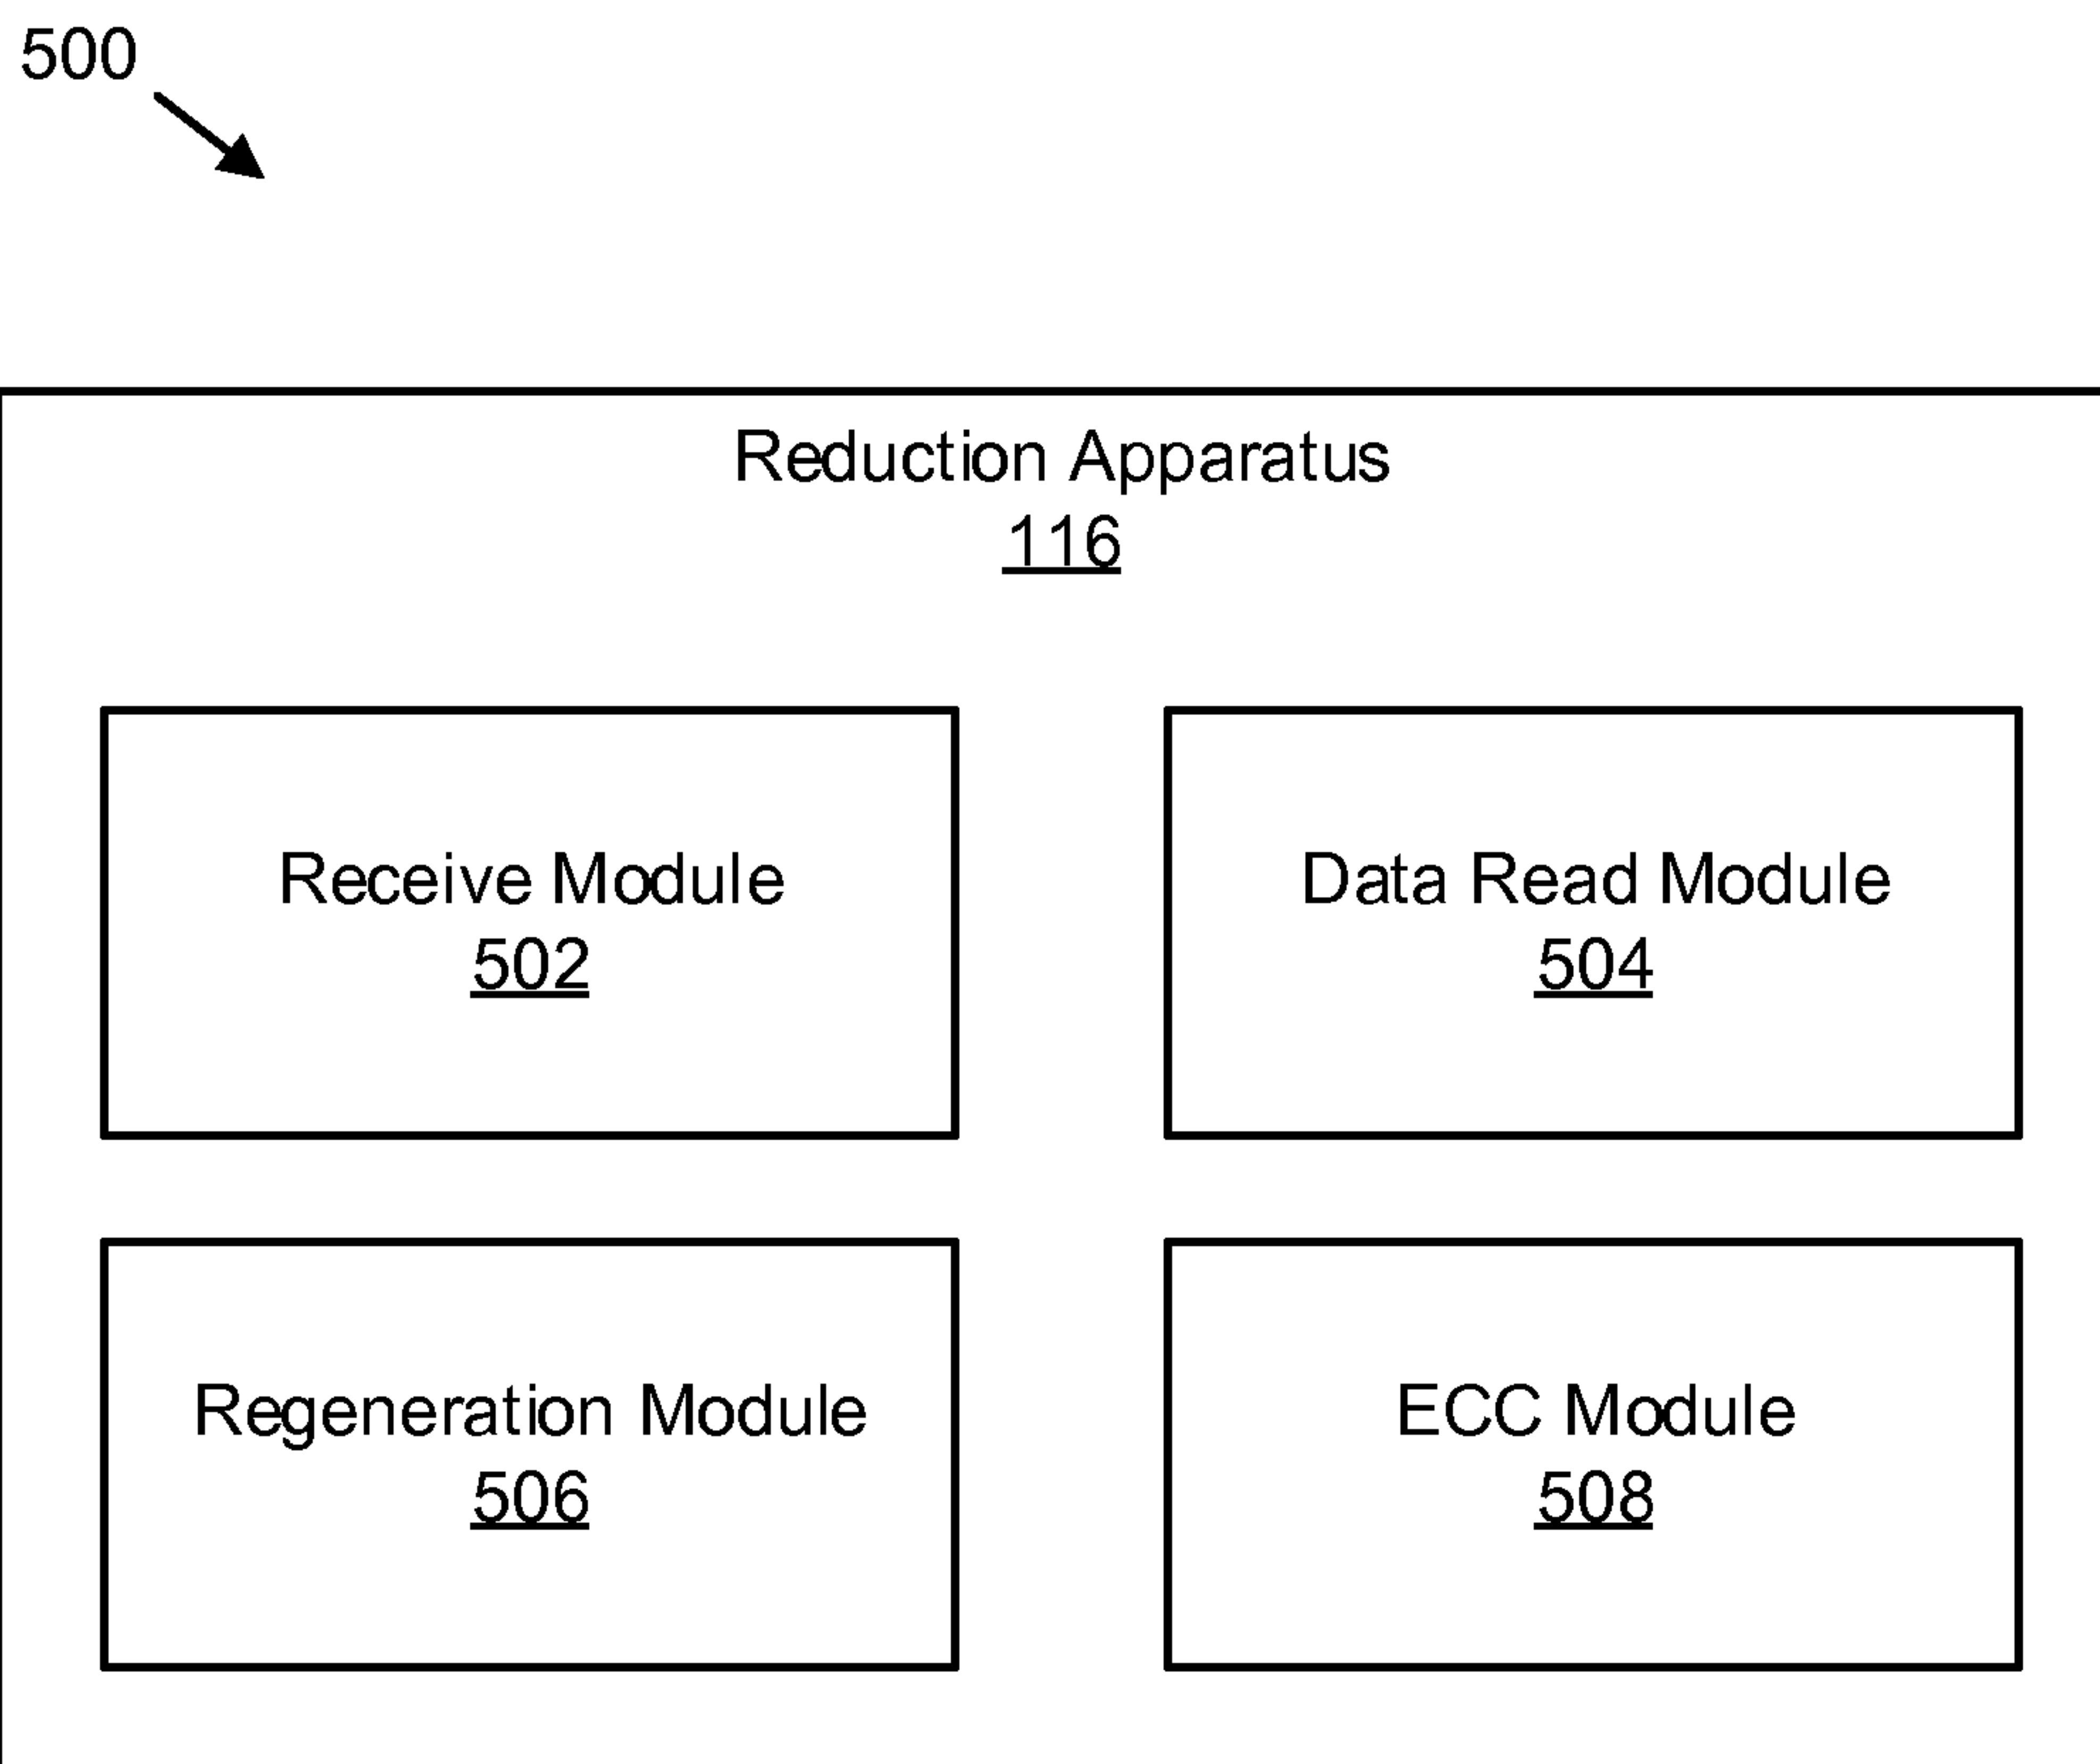 500
Reduction Apparatus
116
Receive Module
502
Data Read Module
504
Regeneration Module
506
ECC Module
508